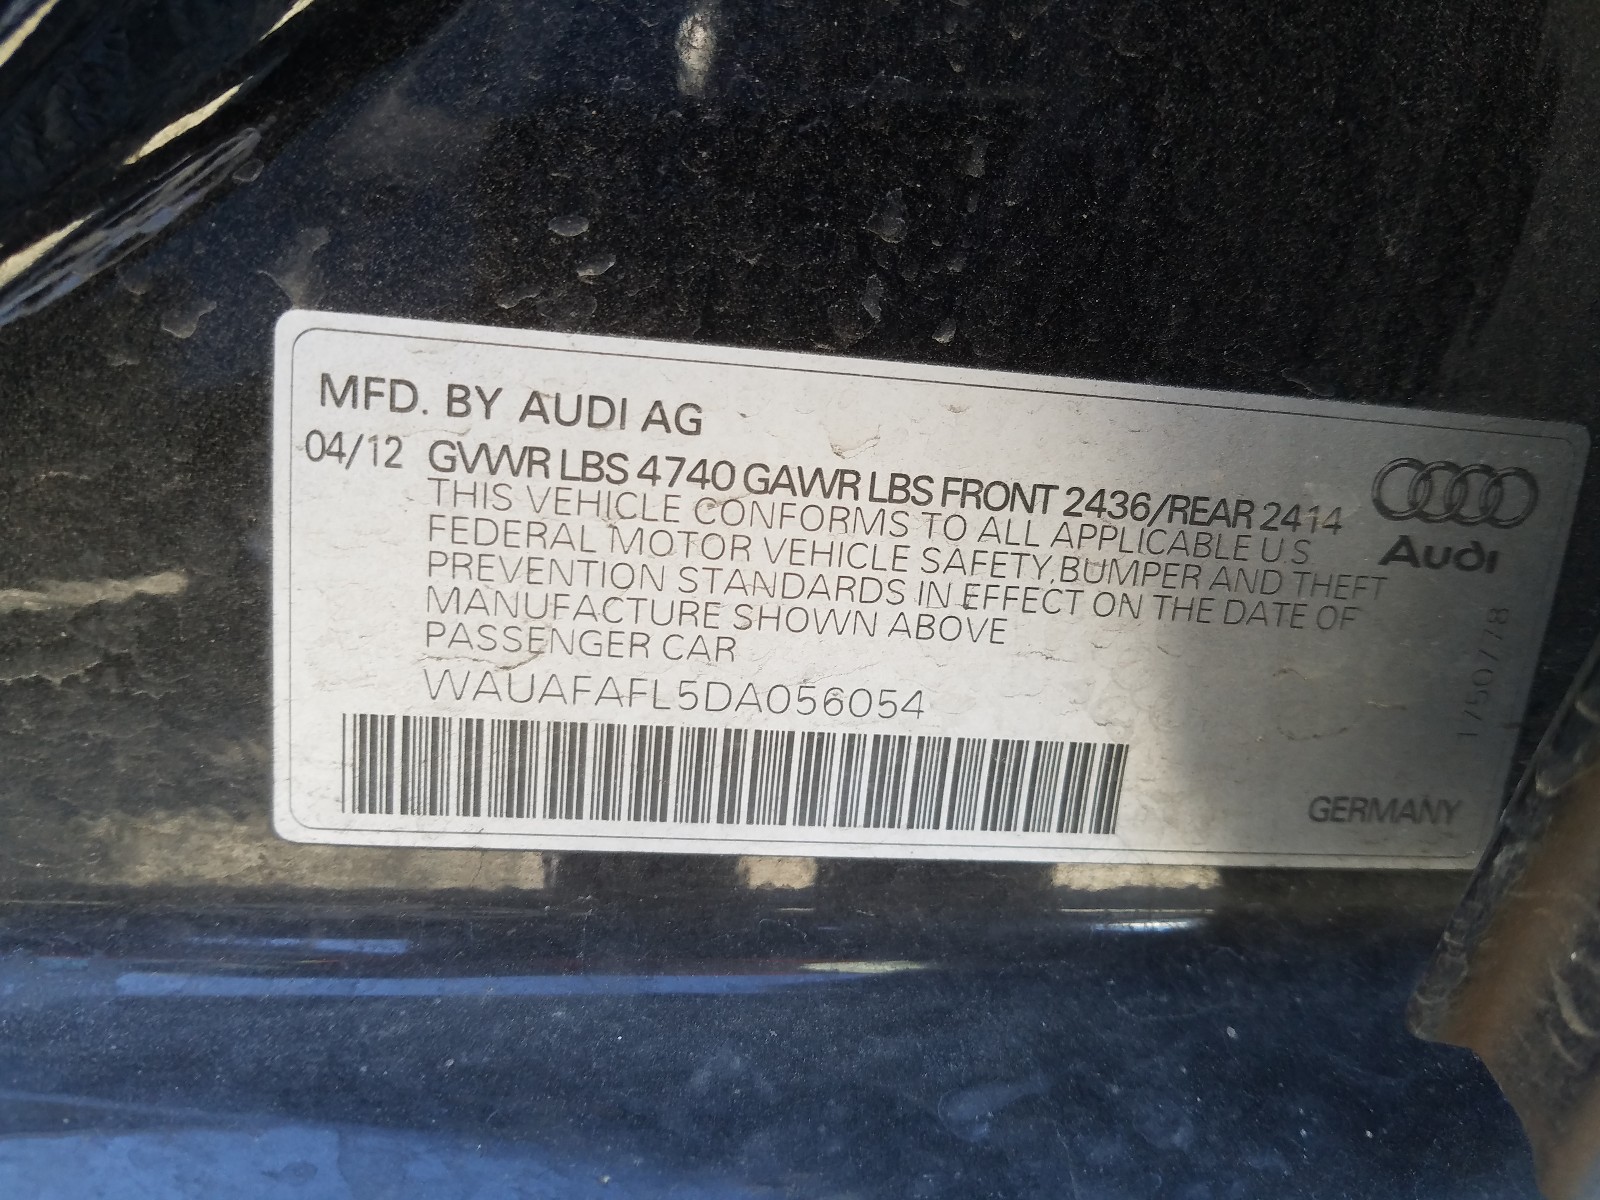 MFD. BY AUDI AG
04/12 GVWR LBS 4740 GAWR LBS FRONT 2436/REAR 2414
THIS VEHICLE CONFORMS TO ALL APPLICABLE U S
FEDERAL MOTOR VEHICLE SAFETY, BUMPER AND THEFT
PREVENTION STANDARDS IN EFFECT ON THE DATE OF
MANUFACTURE SHOWN ABOVE
PASSENGER CAR
WAUAFAFL5DA056054
Audi
GERMANY